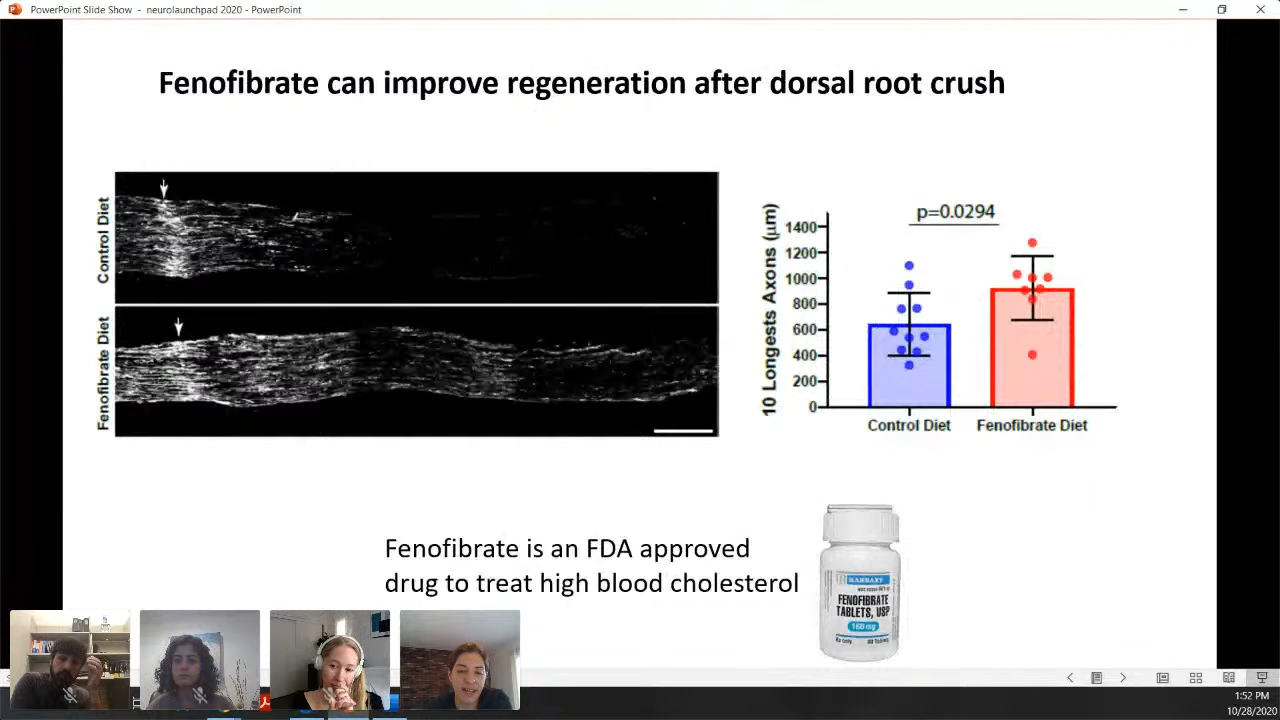 PowerPoint Slide Show - neurolaunchpad 2020 - PowerPoint
Fenofibrate can improve regeneration after dorsal root crush
Control Diet
Fenofibrate Diet
10 Longests Axons (μm)
p=0.0294
1400
1200
1000
800
600
400
200
0
Control Diet
Fenofibrate Diet
Fenofibrate is an FDA approved
drug to treat high blood cholesterol
RANBAXY
FENOFIBRATE
TABLETS, USP
160 mg
Rx only
1:52 PM
10/28/2020